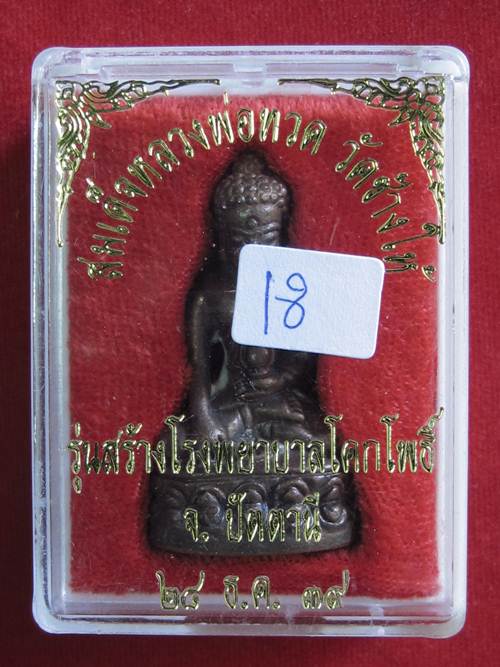 สมเด็จหลวงพ่อทวด วัดช้างให้
รุ่นสร้างโรงพยาบาลโคกโพธิ์
จ. ปัตตานี
๒๔ ธ.ค. ๓๙